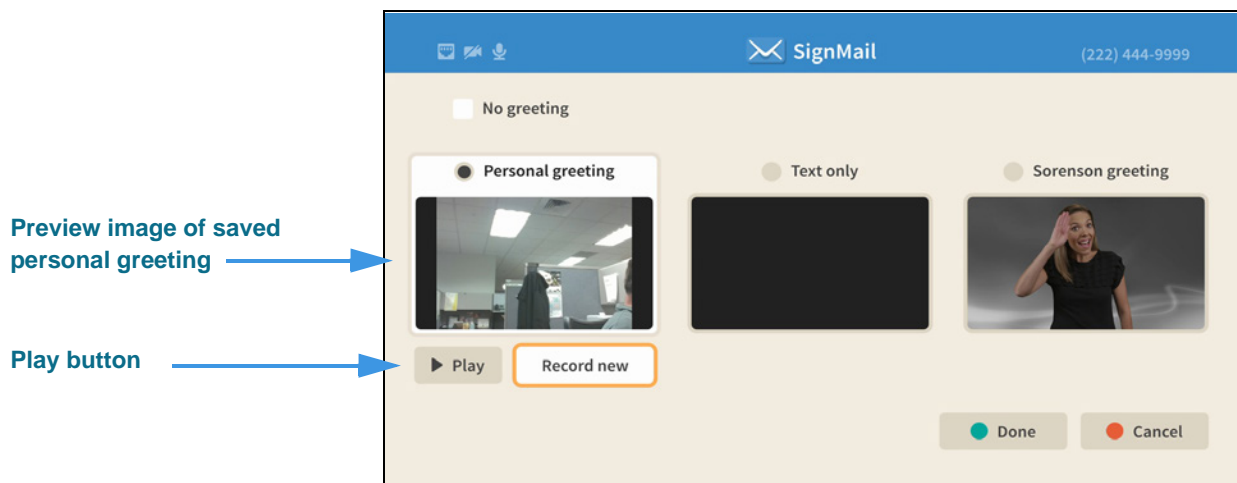 SignMail
(222) 444-9999
No greeting
Personal greeting
Text only
Sorenson greeting
Preview image of saved
personal greeting
Play button
Play
Record new
Done
Cancel